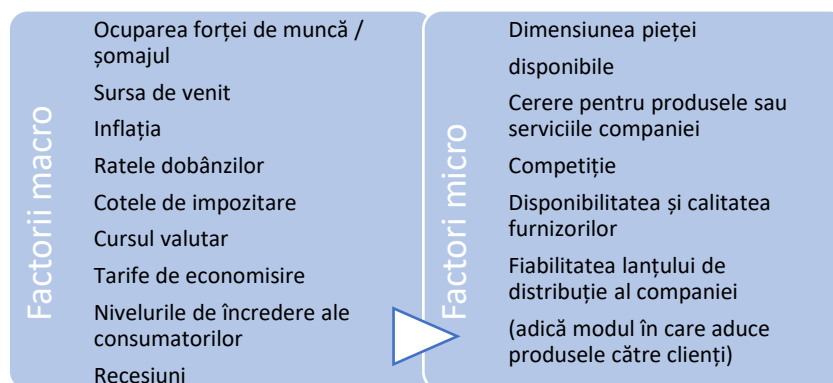 Factorii macro
Ocuparea forței de muncă /
șomajul
Sursa de venit
Inflația
Ratele dobânzilor
Cotele de impozitare
Cursul valutar
Tarife de economisire
Nivelurile de încredere ale
consumatorilor
Recesiuni
Factori micro
Dimensiunea pieței
disponibile
Cerere pentru produsele sau
serviciile companiei
Competiție
Disponibilitatea și calitatea
furnizorilor
Fiabilitatea lanțului de
distribuție al companiei
(adică modul în care aduce
produsele către clienți)